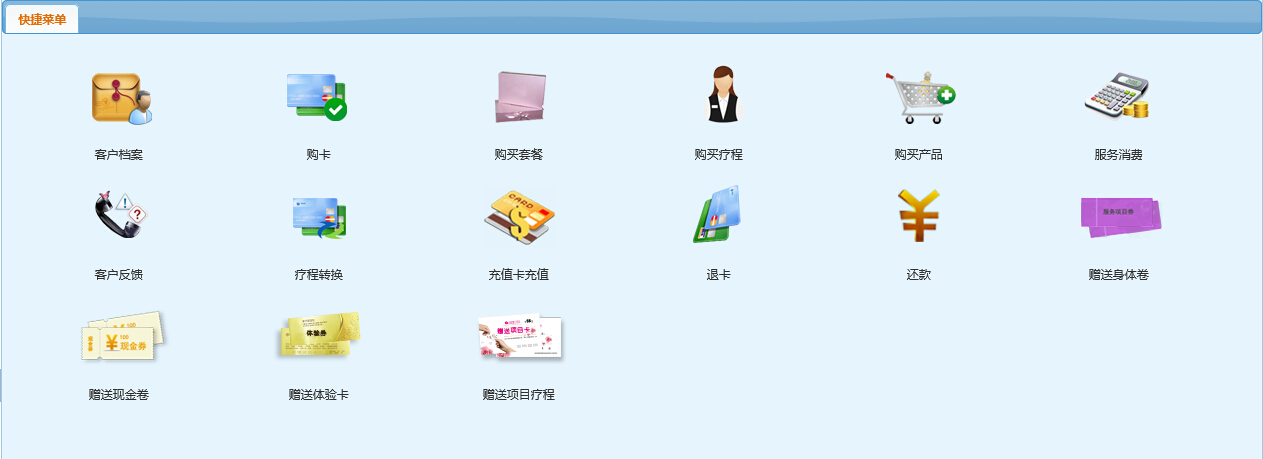 快捷菜单
客户档案
购卡
购买套餐
购买疗程
购买产品
服务消费
CARD
服务项目券
客户反馈
疗程转换
充值卡充值
退卡
还款
赠送身体卷
100
现金券
¥100
现金券
体验券
赠送项目卡
赠送现金卷
赠送体验卡
赠送项目疗程